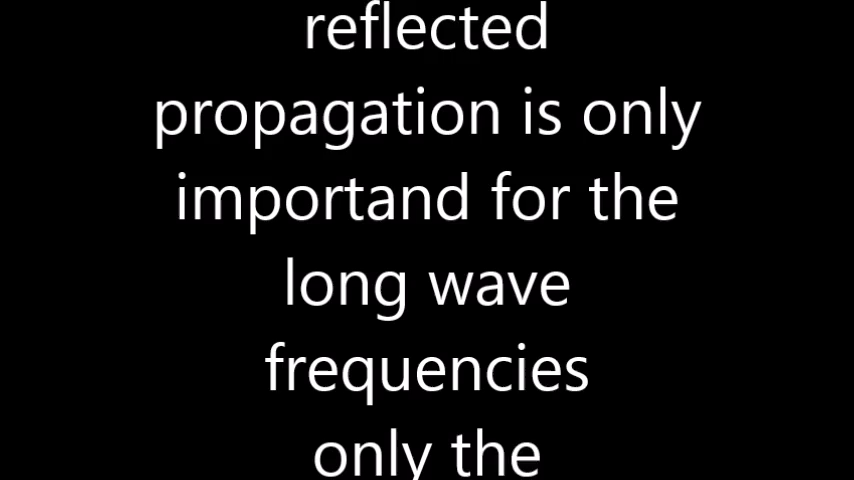 reflected
propagation is only
importand for the
long wave
frequencies
only the